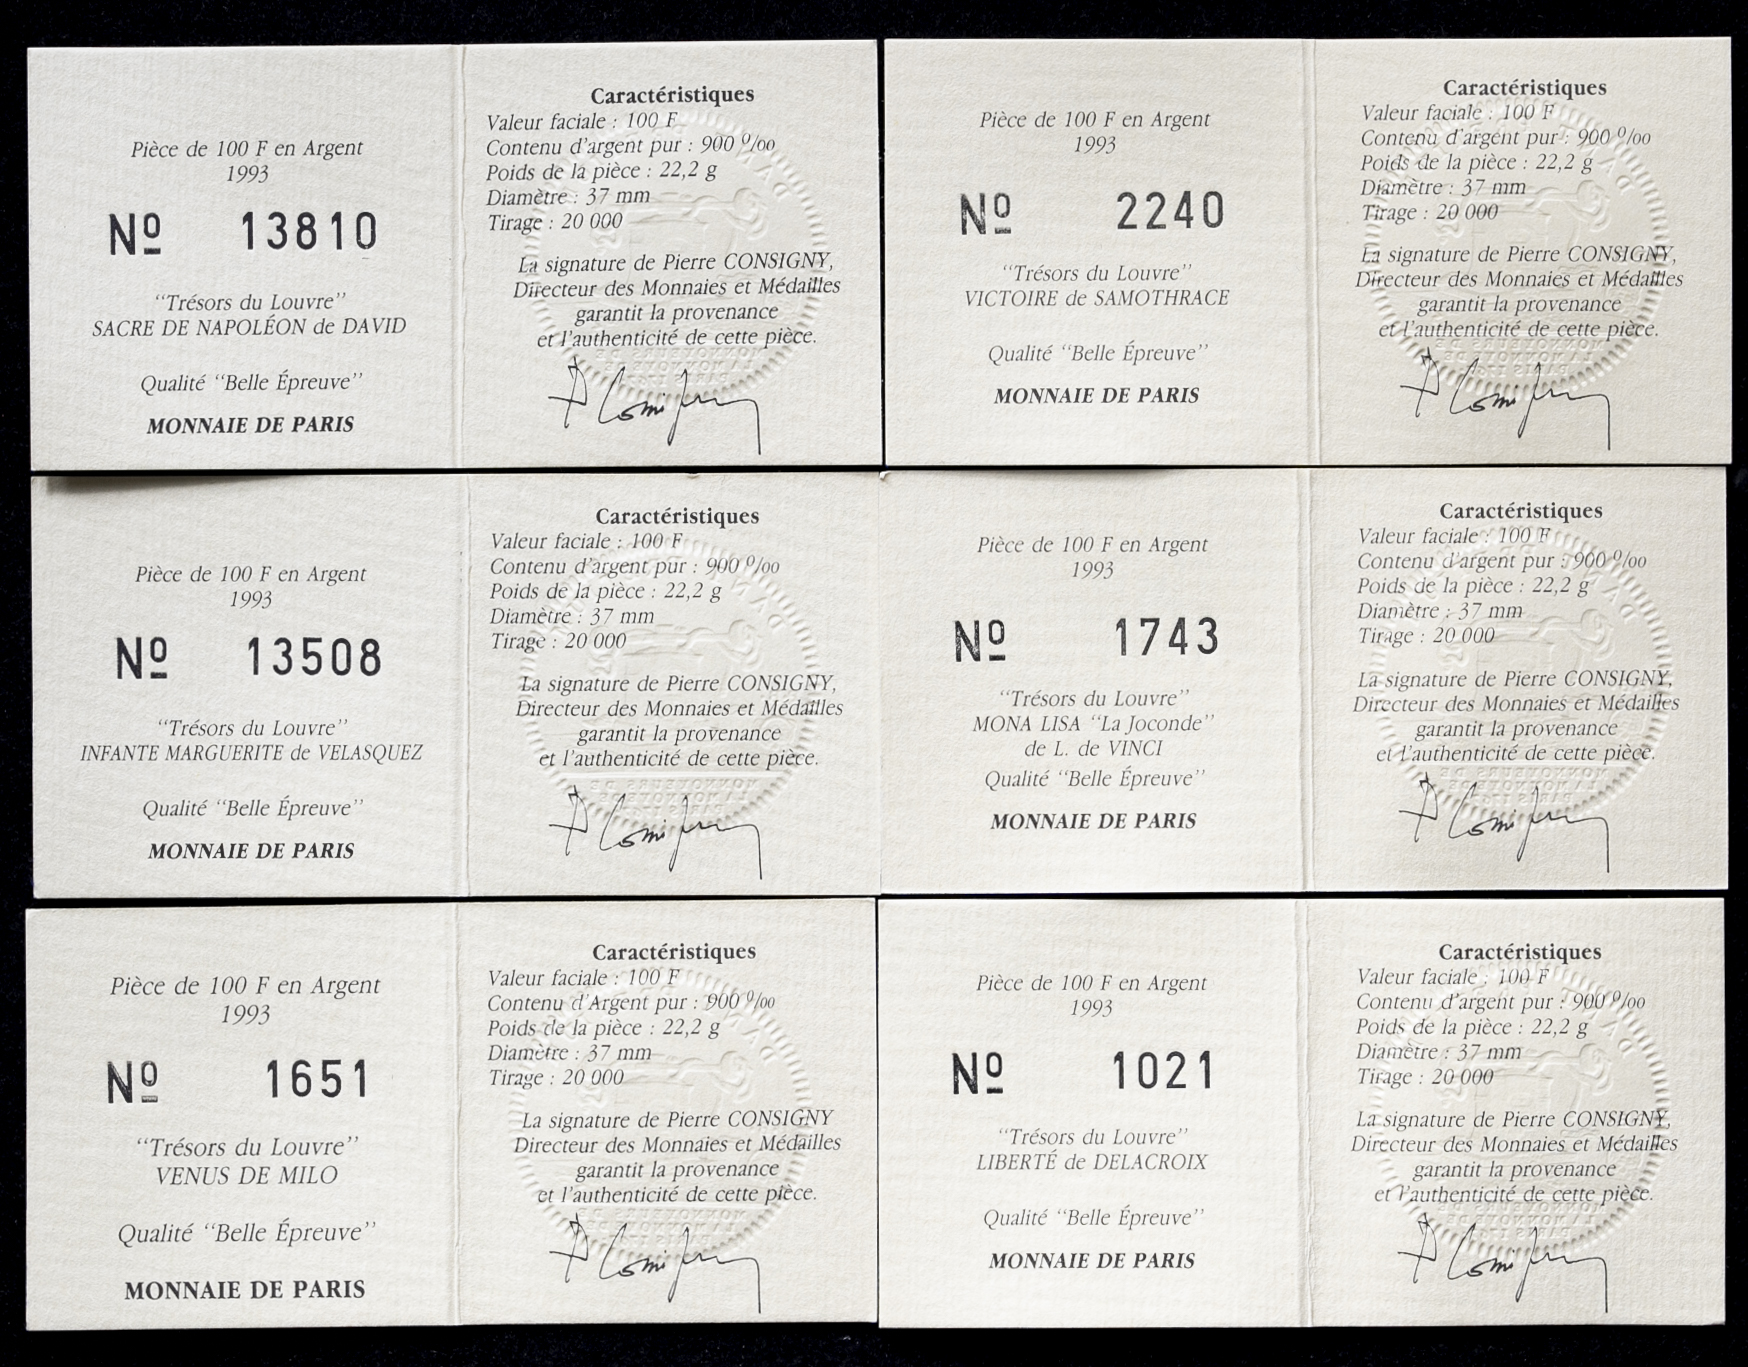 Pièce de 100 F en Argent
1993
Nº 13810
"Trésors du Louvre"
SACRE DE NAPOLÉON de DAVID
Qualité "Belle Épreuve"
MONNAIE DE PARIS
Caractéristiques
Valeur faciale : 100 F
Contenu d'argent pur : 900 ⁰/₀₀
Poids de la pièce : 22,2 g
Diamètre : 37 mm
Tirage : 20 000
La signature de Pierre CONSIGNY,
Directeur des Monnaies et Médailles
garantit la provenance
et l'authenticité de cette pièce.
Pièce de 100 F en Argent
1993
Nº 2240
"Trésors du Louvre"
VICTOIRE de SAMOTHRACE
Qualité "Belle Épreuve"
MONNAIE DE PARIS
Caractéristiques
Valeur faciale : 100 F
Contenu d'argent pur : 900 ⁰/₀₀
Poids de la pièce : 22,2 g
Diamètre : 37 mm
Tirage : 20 000
La signature de Pierre CONSIGNY,
Directeur des Monnaies et Médailles
garantit la provenance
et l'authenticité de cette pièce.
Pièce de 100 F en Argent
1993
Nº 13508
"Trésors du Louvre"
INFANTE MARGUERITE de VELASQUEZ
Qualité "Belle Épreuve"
MONNAIE DE PARIS
Caractéristiques
Valeur faciale : 100 F
Contenu d'argent pur : 900 ⁰/₀₀
Poids de la pièce : 22,2 g
Diamètre : 37 mm
Tirage : 20 000
La signature de Pierre CONSIGNY,
Directeur des Monnaies et Médailles
garantit la provenance
et l'authenticité de cette pièce.
Pièce de 100 F en Argent
1993
Nº 1743
"Trésors du Louvre"
MONA LISA "La Joconde"
de L. de VINCI
Qualité "Belle Épreuve"
MONNAIE DE PARIS
Caractéristiques
Valeur faciale : 100 F
Contenu d'argent pur : 900 ⁰/₀₀
Poids de la pièce : 22,2 g
Diamètre : 37 mm
Tirage : 20 000
La signature de Pierre CONSIGNY,
Directeur des Monnaies et Médailles
garantit la provenance
et l'authenticité de cette pièce.
Pièce de 100 F en Argent
1993
Nº 1651
"Trésors du Louvre"
VENUS DE MILO
Qualité "Belle Épreuve"
MONNAIE DE PARIS
Caractéristiques
Valeur faciale : 100 F
Contenu d'Argent pur : 900 ⁰/₀₀
Poids de la pièce : 22,2 g
Diamètre : 37 mm
Tirage : 20 000
La signature de Pierre CONSIGNY
Directeur des Monnaies et Médailles
garantit la provenance
et l'authenticité de cette pièce.
Pièce de 100 F en Argent
1993
Nº 1021
"Trésors du Louvre"
LIBERTÉ de DELACROIX
Qualité "Belle Épreuve"
MONNAIE DE PARIS
Caractéristiques
Valeur faciale : 100 F
Contenu d'argent pur : 900 ⁰/₀₀
Poids de la pièce : 22,2 g
Diamètre : 37 mm
Tirage : 20 000
La signature de Pierre CONSIGNY,
Directeur des Monnaies et Médailles
garantit la provenance
et l'authenticité de cette pièce.